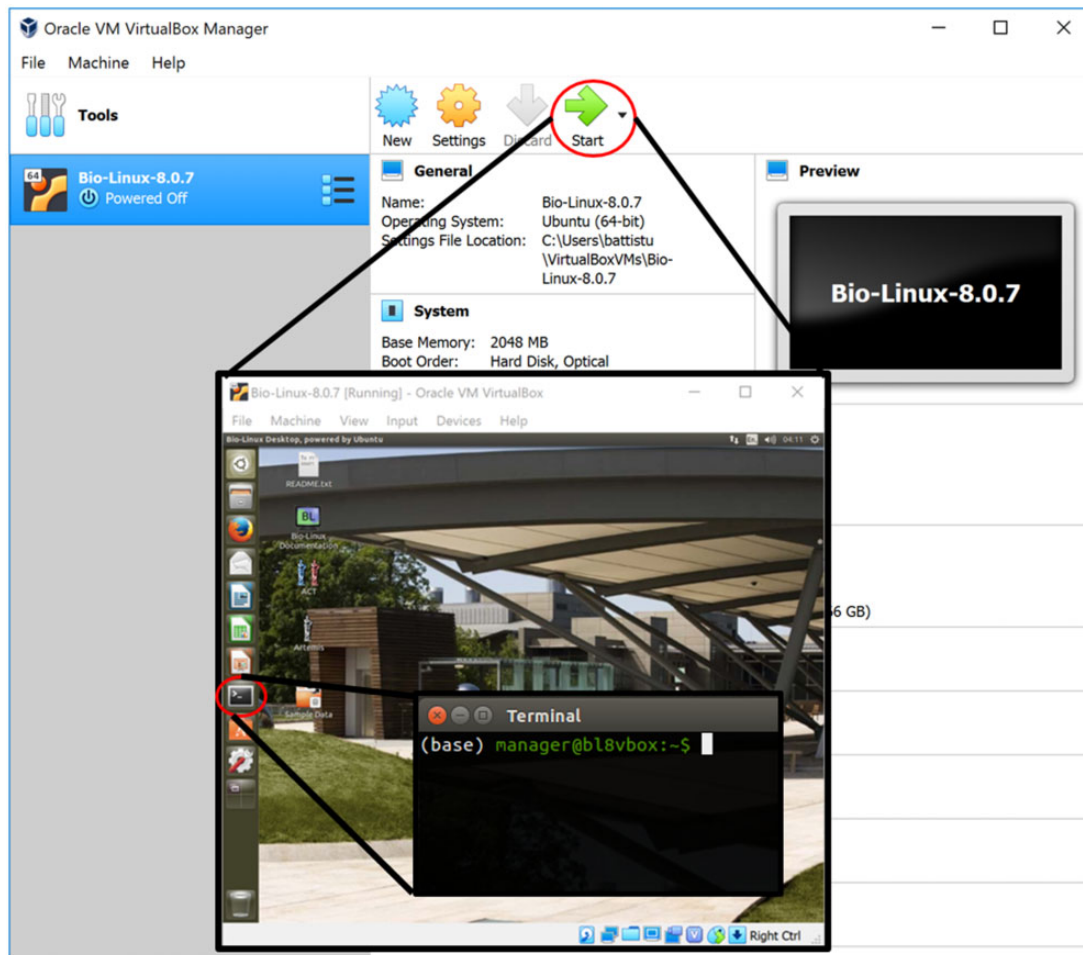 Oracle VM VirtualBox Manager
File Machine Help
Tools
New Settings Discard Start
64
Bio-Linux-8.0.7
Powered Off
General
Name: Bio-Linux-8.0.7
Operating System: Ubuntu (64-bit)
Settings File Location: C:\Users\battistu
\VirtualBoxVMs\Bio-
Linux-8.0.7
System
Base Memory: 2048 MB
Boot Order: Hard Disk, Optical
Preview
Bio-Linux-8.0.7
6 GB)
Bio-Linux-8.0.7 [Running] - Oracle VM VirtualBox
File Machine View Input Devices Help
Bio-Linux Desktop, powered by Ubuntu
En 04:11
README.txt
BL
Bio-Linux
Documentation
ACT
Artemis
Sample Data
Terminal
(base) manager@bl8vbox:~$
Right Ctrl